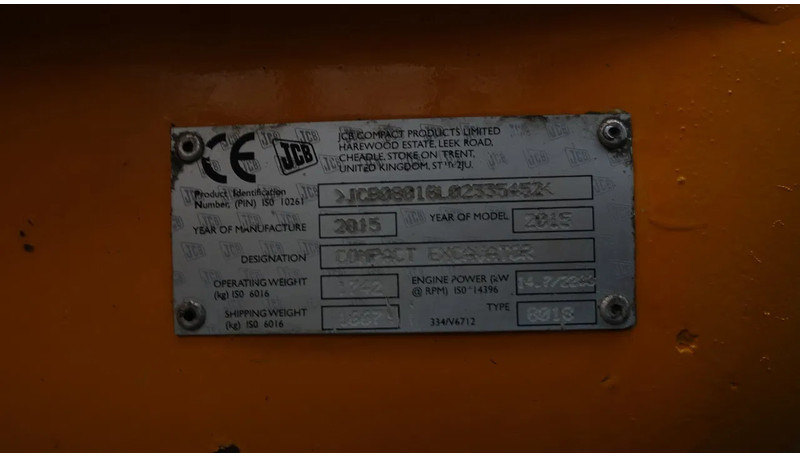 CE JCB
JCB COMPACT PRODUCTS LIMITED
HAREWOOD ESTATE, LEEK ROAD,
CHEADLE, STOKE ON TRENT,
UNITED KINGDOM,
Product Identification
Number, (PIN) ISO 10261
YEAR OF MANUFACTURE 2015 YEAR OF MODEL 2015
DESIGNATION COMPACT EXCAVATOR
OPERATING WEIGHT
(kg) ISO 6016
ENGINE POWER (kW
@ RPM) ISO 14396
SHIPPING WEIGHT
(kg) ISO 6016
334/V6712
TYPE 8018